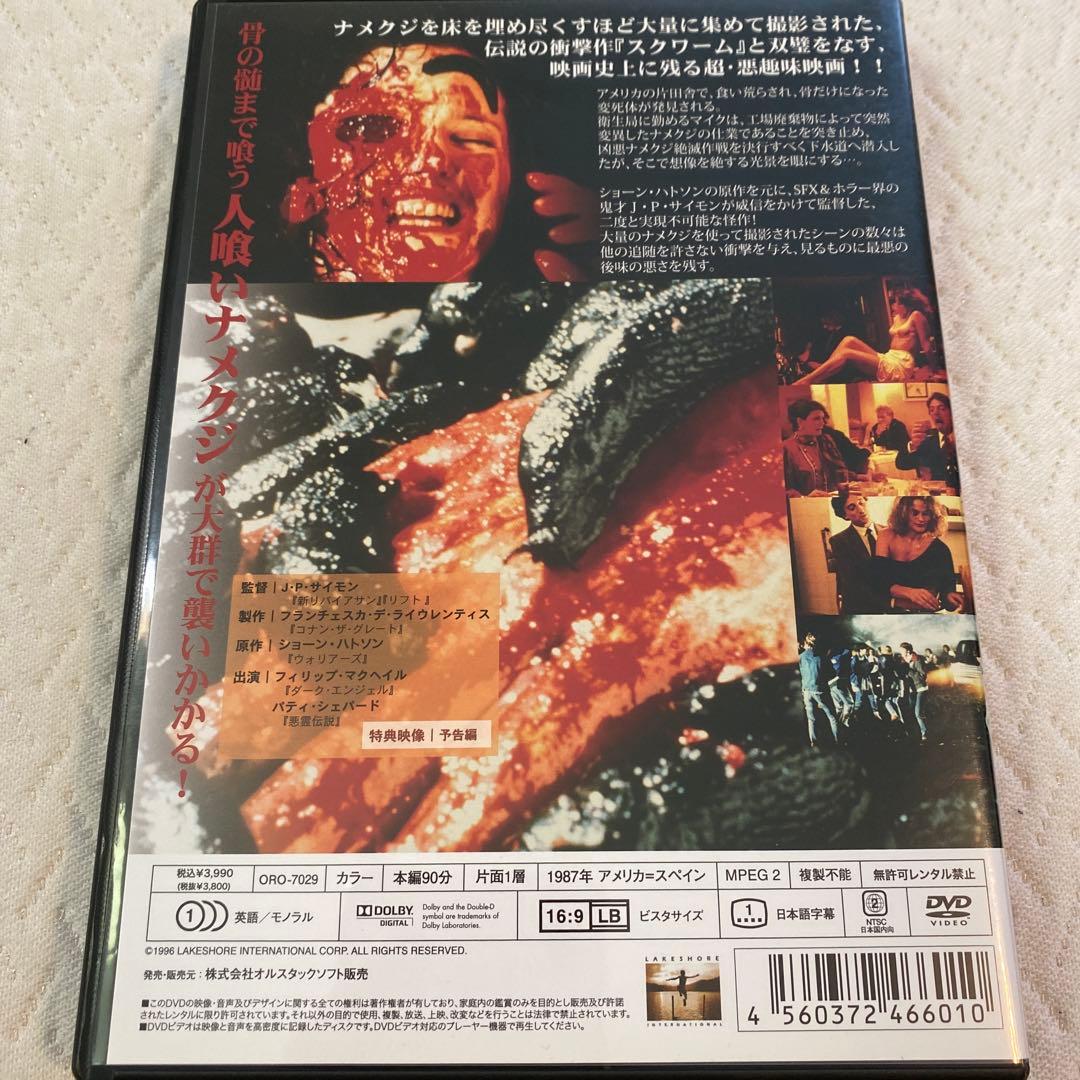 ナメクジを床を埋め尽くすほど大量に集めて撮影された、
伝説の衝撃作『スクワーム』と双璧をなす、
映画史上に残る超・悪趣味映画！！
アメリカの片田舎で、食い荒らされ、骨だけになった
変死体が発見される。
衛生局に勤めるマイクは、工場廃棄物によって突然
変異したナメクジの仕業であることを突き止め、
凶悪ナメクジ絶滅作戦を決行すべく下水道へ潜入し
たが、そこで想像を絶する光景を眼にする…。
ショーン・ハトソンの原作を元に、SFX＆ホラー界の
鬼才J・P・サイモンが威信をかけて監督した、
二度と実現不可能な怪作!
大量のナメクジを使って撮影されたシーンの数々は
他の追随を許さない衝撃を与え、見るものに最悪の
後味の悪さを残す。
骨の髄まで喰う人喰いナメクジが大群で襲いかかる！
監督｜J・P・サイモン
『新リバイアサン』『リフト』
製作｜フランチェスカ・デ・ライウレンティス
『コナン・ザ・グレート』
原作｜ショーン・ハトソン
『ウォリアーズ』
出演｜フィリップ・マクヘイル
『ダーク・エンジェル』
パティ・シェパード
『悪霊伝説』
特典映像｜予告編
税込¥3,990
(税抜¥3,800)
ORO-7029
カラー
本編90分
片面1層
1987年 アメリカ=スペイン
MPEG 2
複製不能
無許可レンタル禁止
1
英語／モノラル
DOLBY
DIGITAL
Dolby and the Double-D
symbol are trademarks of
Dolby Laboratories.
16:9 LB
ビスタサイズ
1
日本語字幕
2
NTSC
日本国内向
DVD
VIDEO
©1996 LAKESHORE INTERNATIONAL CORP. ALL RIGHTS RESERVED.
発売・販売元：株式会社オルスタックソフト販売
LAKESHORE
INTERNATIONAL
■このDVDの映像・音声及びデザインに関する全ての権利は著作権者が有しており、家庭内の鑑賞のみを目的とし販売及び許諾
されたレンタルに限り許可されています。それ以外の目的で使用、複製、放送、上映、改変などを行うことは法律で禁止されています。
■DVDビデオは映像と音声を高密度に記録したディスクです。DVDビデオ対応のプレーヤー機器で再生してください。
4 560372 466010